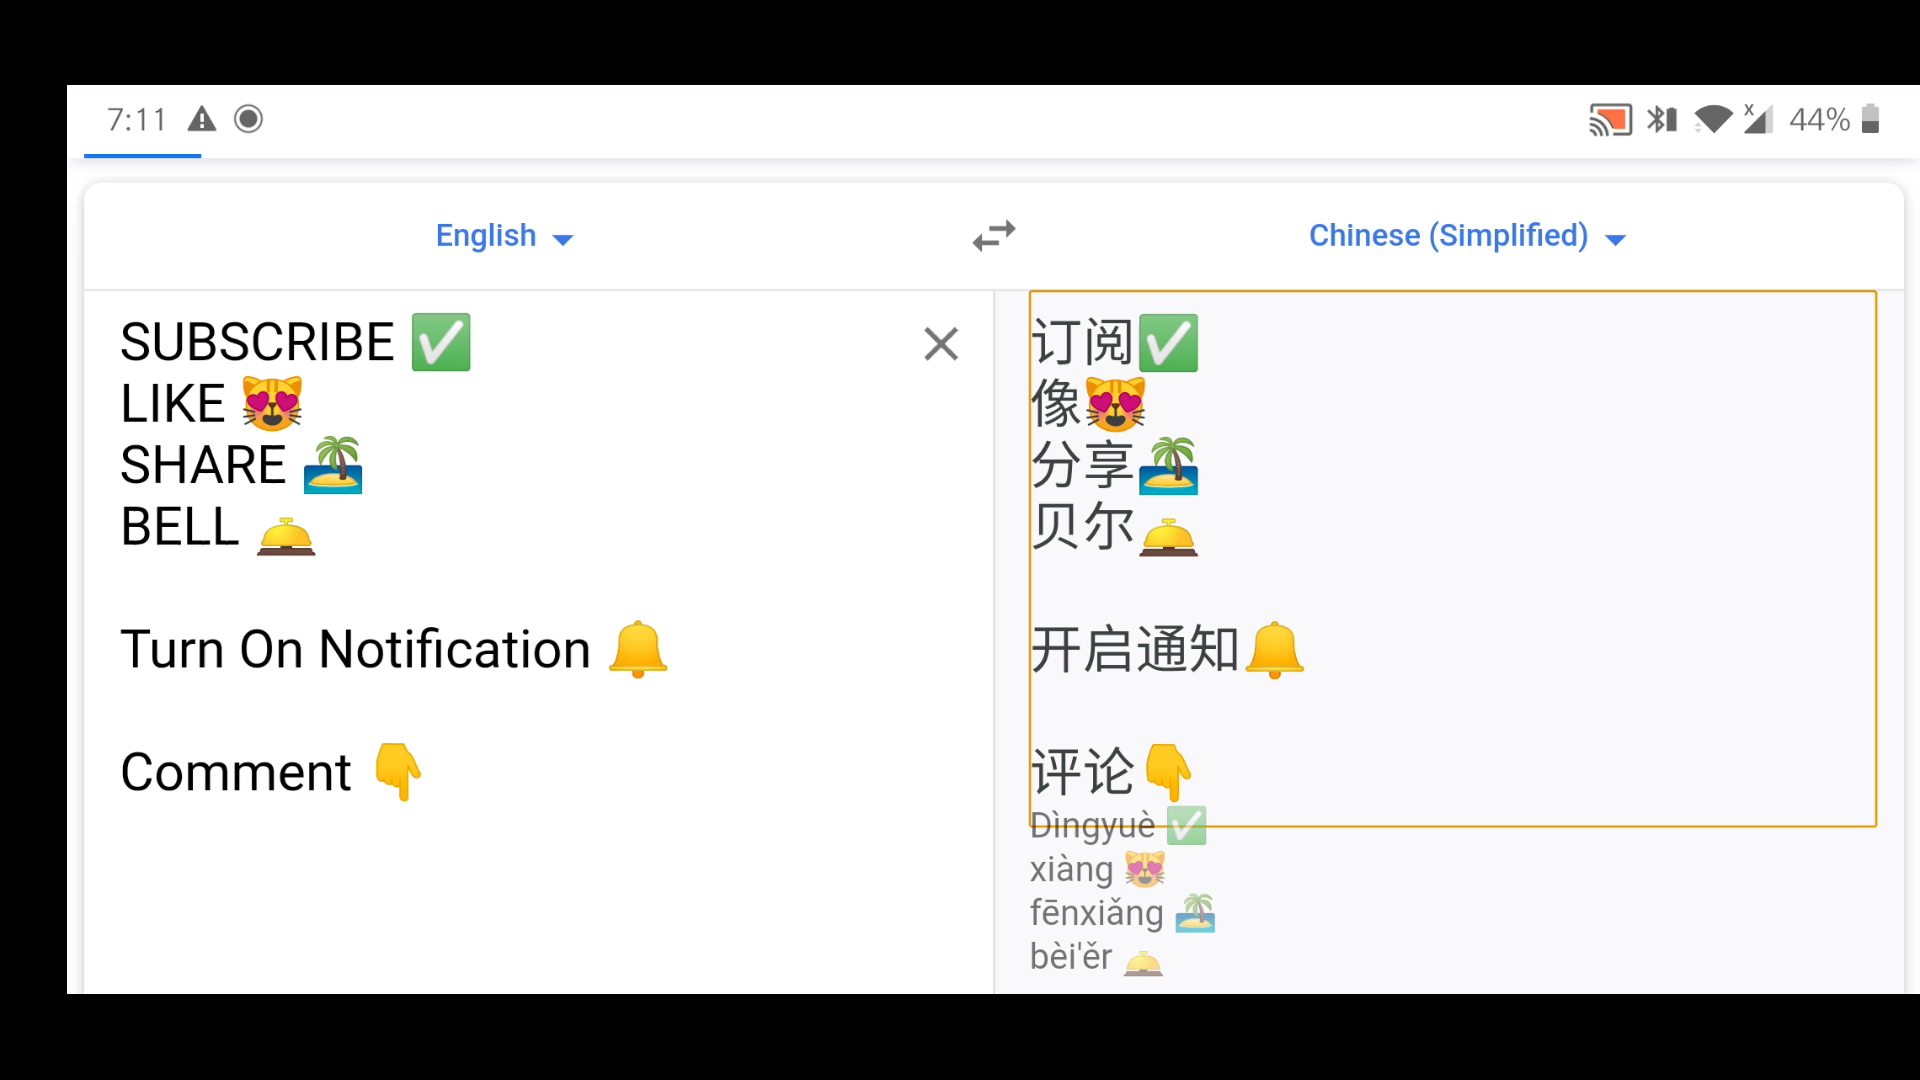 7:11 44%
English Chinese (Simplified)
SUBSCRIBE ✅
LIKE 😻
SHARE 🏝️
BELL 🛎️
Turn On Notification 🔔
Comment 👇
订阅✅
像😻
分享🏝️
贝尔🛎️
开启通知🔔
评论👇
Dìngyuè ✅
xiàng 😻
fēnxiǎng 🏝️
bèi'ěr 🛎️